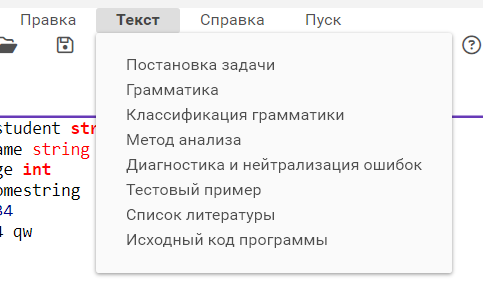 Правка Текст Справка Пуск
Постановка задачи
Грамматика
Классификация грамматики
Метод анализа
Диагностика и нейтрализация ошибок
Тестовый пример
Список литературы
Исходный код программы
student str
ame string
ge int
omestring
34
4 qw